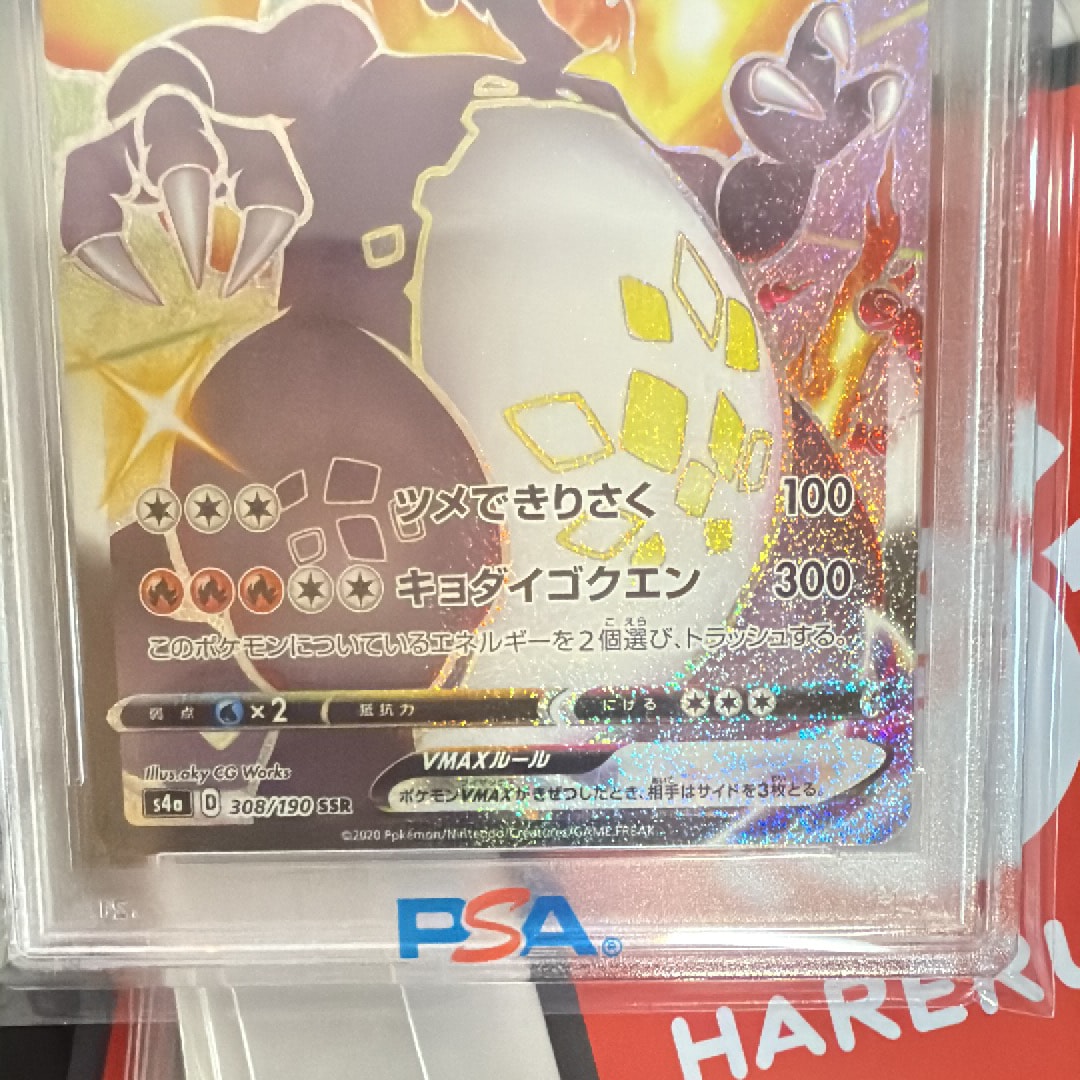 ツメできりさく 100
キョダイゴクエン 300
このポケモンについているエネルギーを2個選び、トラッシュする。
弱点 ×2 抵抗力 にげる
VMAXルール
ポケモンVMAXがきぜつしたとき、相手はサイドを3枚とる。
Illus.aky CG Works
s4a D 308/190 SSR
©2020 Pokémon/Nintendo/Creatures/GAME FREAK
PSA
HARERU